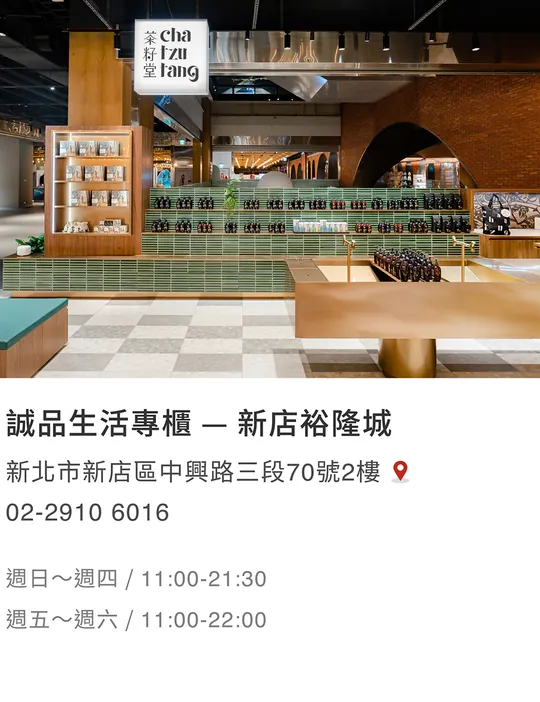 茶籽堂
cha
tzu
tang
誠品生活專櫃 — 新店裕隆城
新北市新店區中興路三段70號2樓
02-2910 6016
週日～週四 / 11:00-21:30
週五～週六 / 11:00-22:00